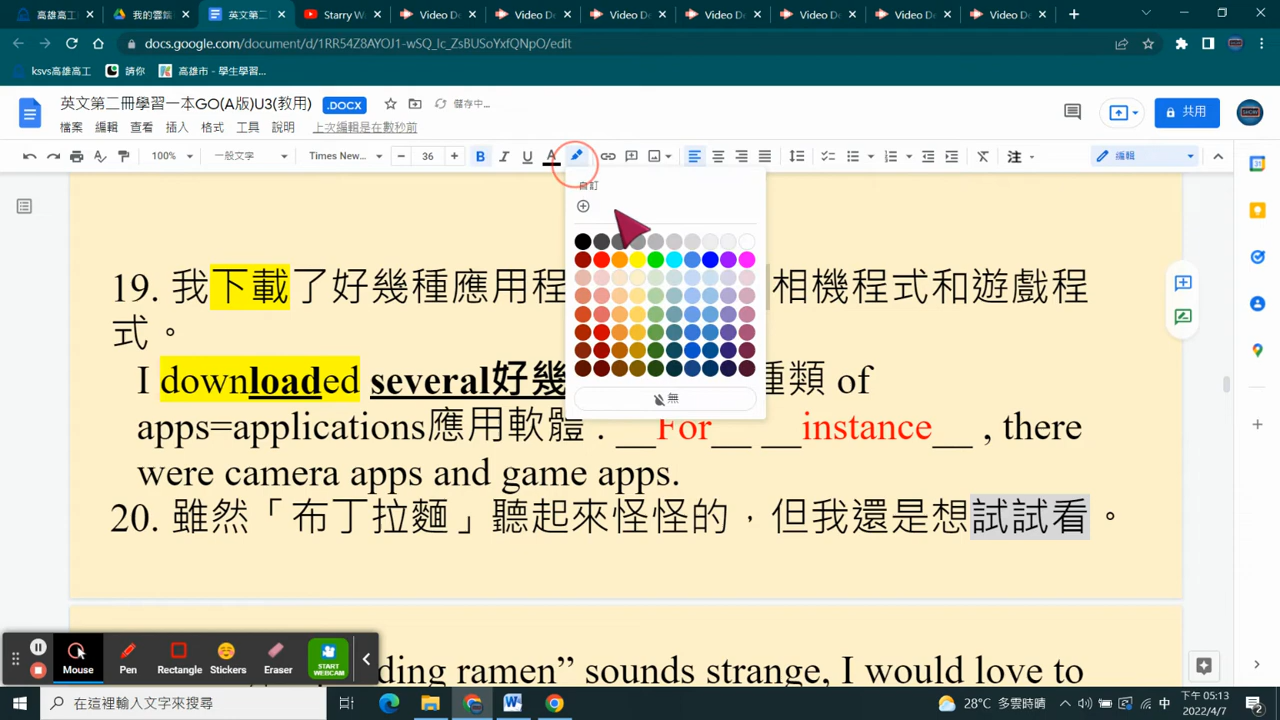 高雄高工
我的雲端
英文第二
Starry W
Video De
Video De
Video De
Video De
Video De
Video De
Video De
docs.google.com/document/d/1RR54Z8AYOJ1-wSQ_lc_ZsBUSoYxfQNpO/edit
ksvs高雄高工
請你
高雄市 - 學生學習...
英文第二冊學習一本GO(A版)U3(教用)
.DOCX
儲存中...
共用
檔案 編輯 查看 插入 格式 工具 說明 上次編輯是在數秒前
100% 一般文字 Times New... 36 B I U A 注 編輯
自訂
無
19. 我下載了好幾種應用程
相機程式和遊戲程
式。
I downloaded several好幾
種類 of
apps=applications應用軟體 . __For__ __instance__ , there
were camera apps and game apps.
20. 雖然「布丁拉麵」聽起來怪怪的，但我還是想試試看。
ding ramen” sounds strange, I would love to
Mouse
Pen
Rectangle
Stickers
Eraser
START WEBCAM
在這裡輸入文字來搜尋
28°C 多雲時晴
中
下午 05:13
2022/4/7
2